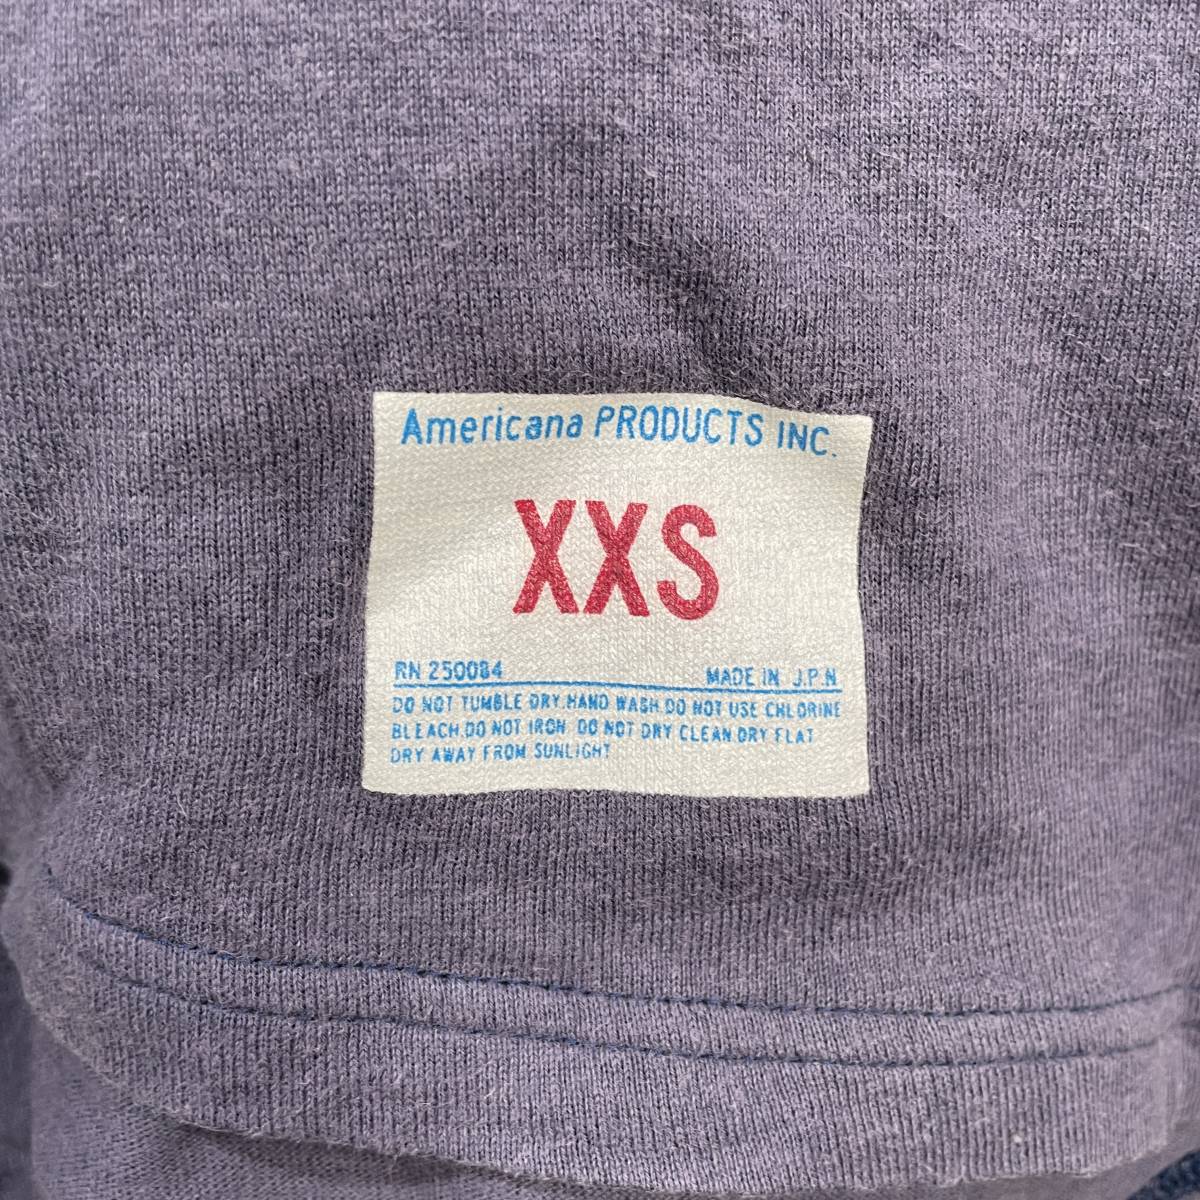 Americana PRODUCTS INC.
XXS
RN 250084
MADE IN J.P.N
DO NOT TUMBLE DRY.HAND WASH.DO NOT USE CHLORINE
BLEACH.DO NOT IRON. DO NOT DRY CLEAN.DRY FLAT
DRY AWAY FROM SUNLIGHT